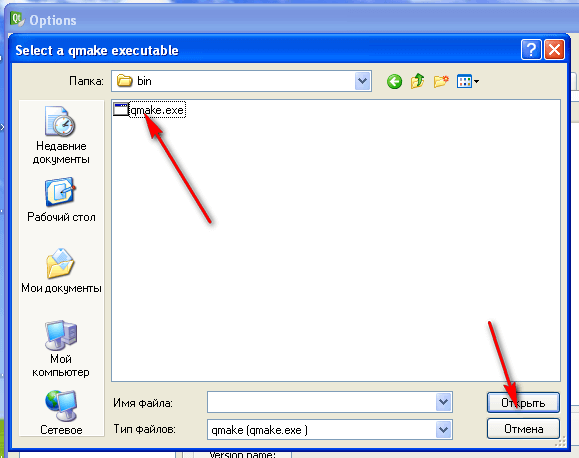 Options
Select a qmake executable
Папка:
bin
qmake.exe
Недавние документы
Рабочий стол
Мои документы
Мой компьютер
Сетевое
Имя файла:
Открыть
Тип файлов:
qmake (qmake.exe )
Отмена
Version name: